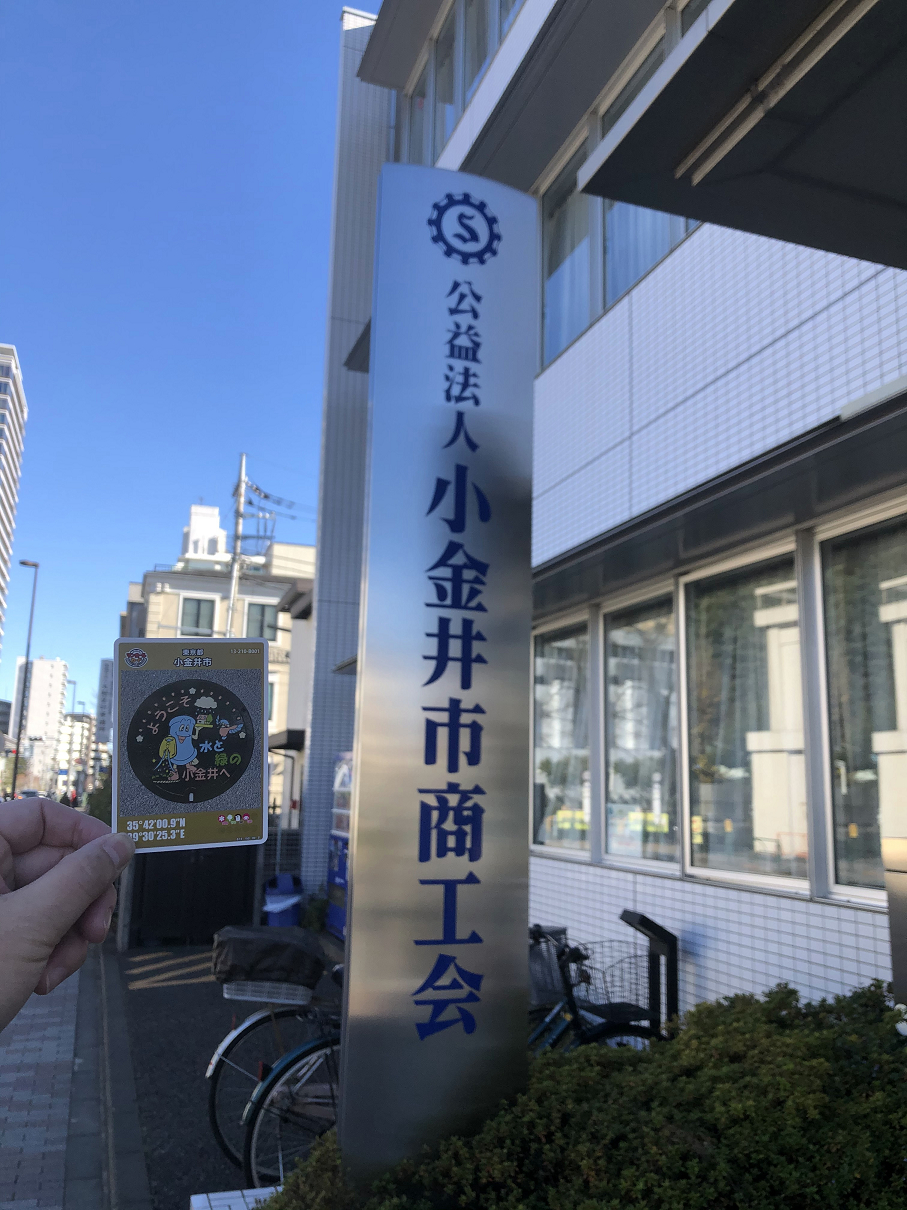 公益法人小金井市商工会
東京都
小金井市
ようこそ
水と
緑の
小金井へ
35°42'00.9"N
39°30'25.3"E